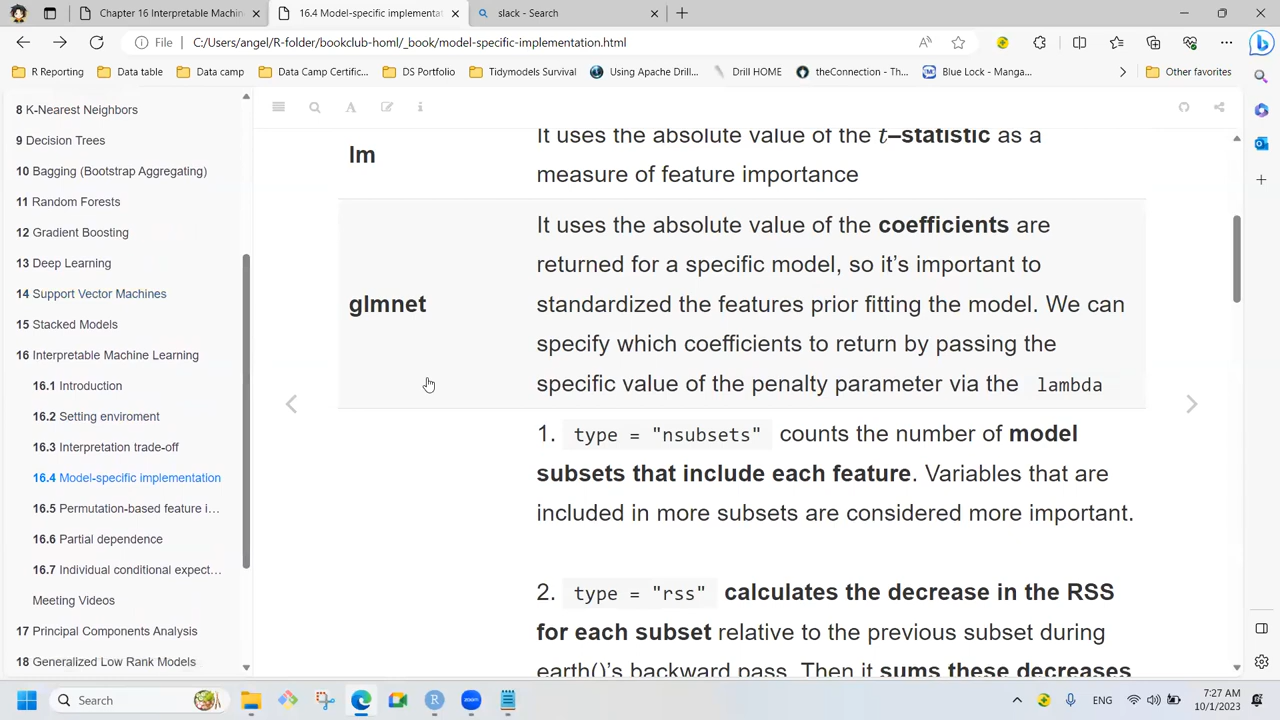 Chapter 16 Interpretable Machin
16.4 Model-specific implementat
slack - Search
File
C:/Users/angel/R-folder/bookclub-homl/_book/model-specific-implementation.html
R Reporting
Data table
Data camp
Data Camp Certific...
DS Portfolio
Tidymodels Survival
Using Apache Drill...
Drill HOME
theConnection - Th...
Blue Lock - Manga...
Other favorites
8 K-Nearest Neighbors
9 Decision Trees
10 Bagging (Bootstrap Aggregating)
11 Random Forests
12 Gradient Boosting
13 Deep Learning
14 Support Vector Machines
15 Stacked Models
16 Interpretable Machine Learning
16.1 Introduction
16.2 Setting enviroment
16.3 Interpretation trade-off
16.4 Model-specific implementation
16.5 Permutation-based feature i...
16.6 Partial dependence
16.7 Individual conditional expect...
Meeting Videos
17 Principal Components Analysis
18 Generalized Low Rank Models
lm
It uses the absolute value of the t–statistic as a
measure of feature importance
glmnet
It uses the absolute value of the coefficients are
returned for a specific model, so it's important to
standardized the features prior fitting the model. We can
specify which coefficients to return by passing the
specific value of the penalty parameter via the lambda
1. type = "nsubsets" counts the number of model
subsets that include each feature. Variables that are
included in more subsets are considered more important.
2. type = "rss" calculates the decrease in the RSS
for each subset relative to the previous subset during
earth()'s backward pass. Then it sums these decreases
Search
ENG
7:27 AM
10/1/2023